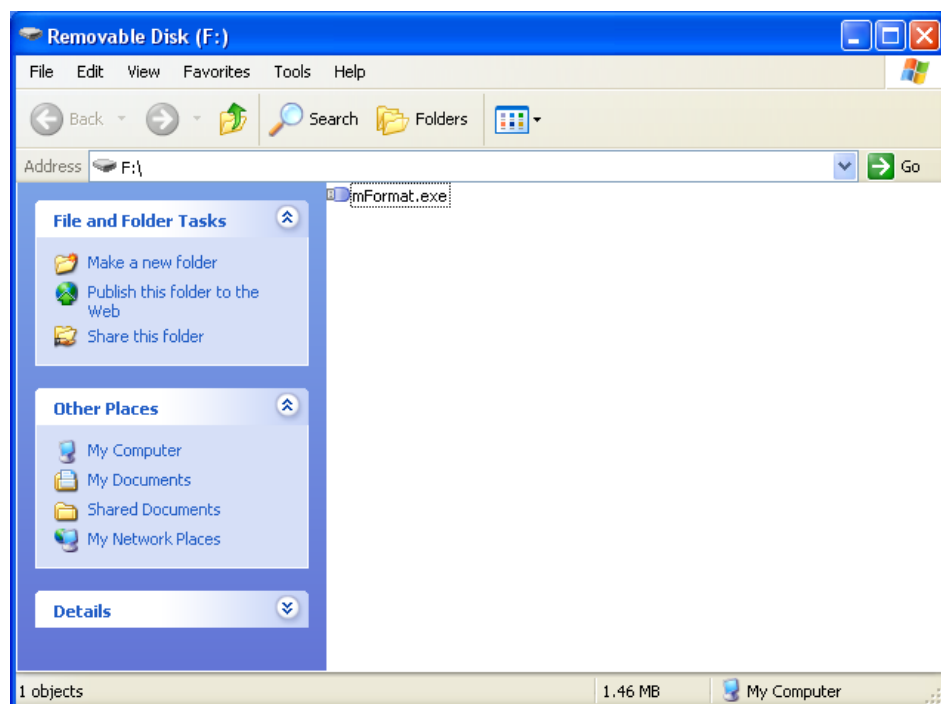 Removable Disk (F:)
File Edit View Favorites Tools Help
Back Search Folders
Address F:\ Go
mFormat.exe
File and Folder Tasks
Make a new folder
Publish this folder to the
Web
Share this folder
Other Places
My Computer
My Documents
Shared Documents
My Network Places
Details
1 objects 1.46 MB My Computer